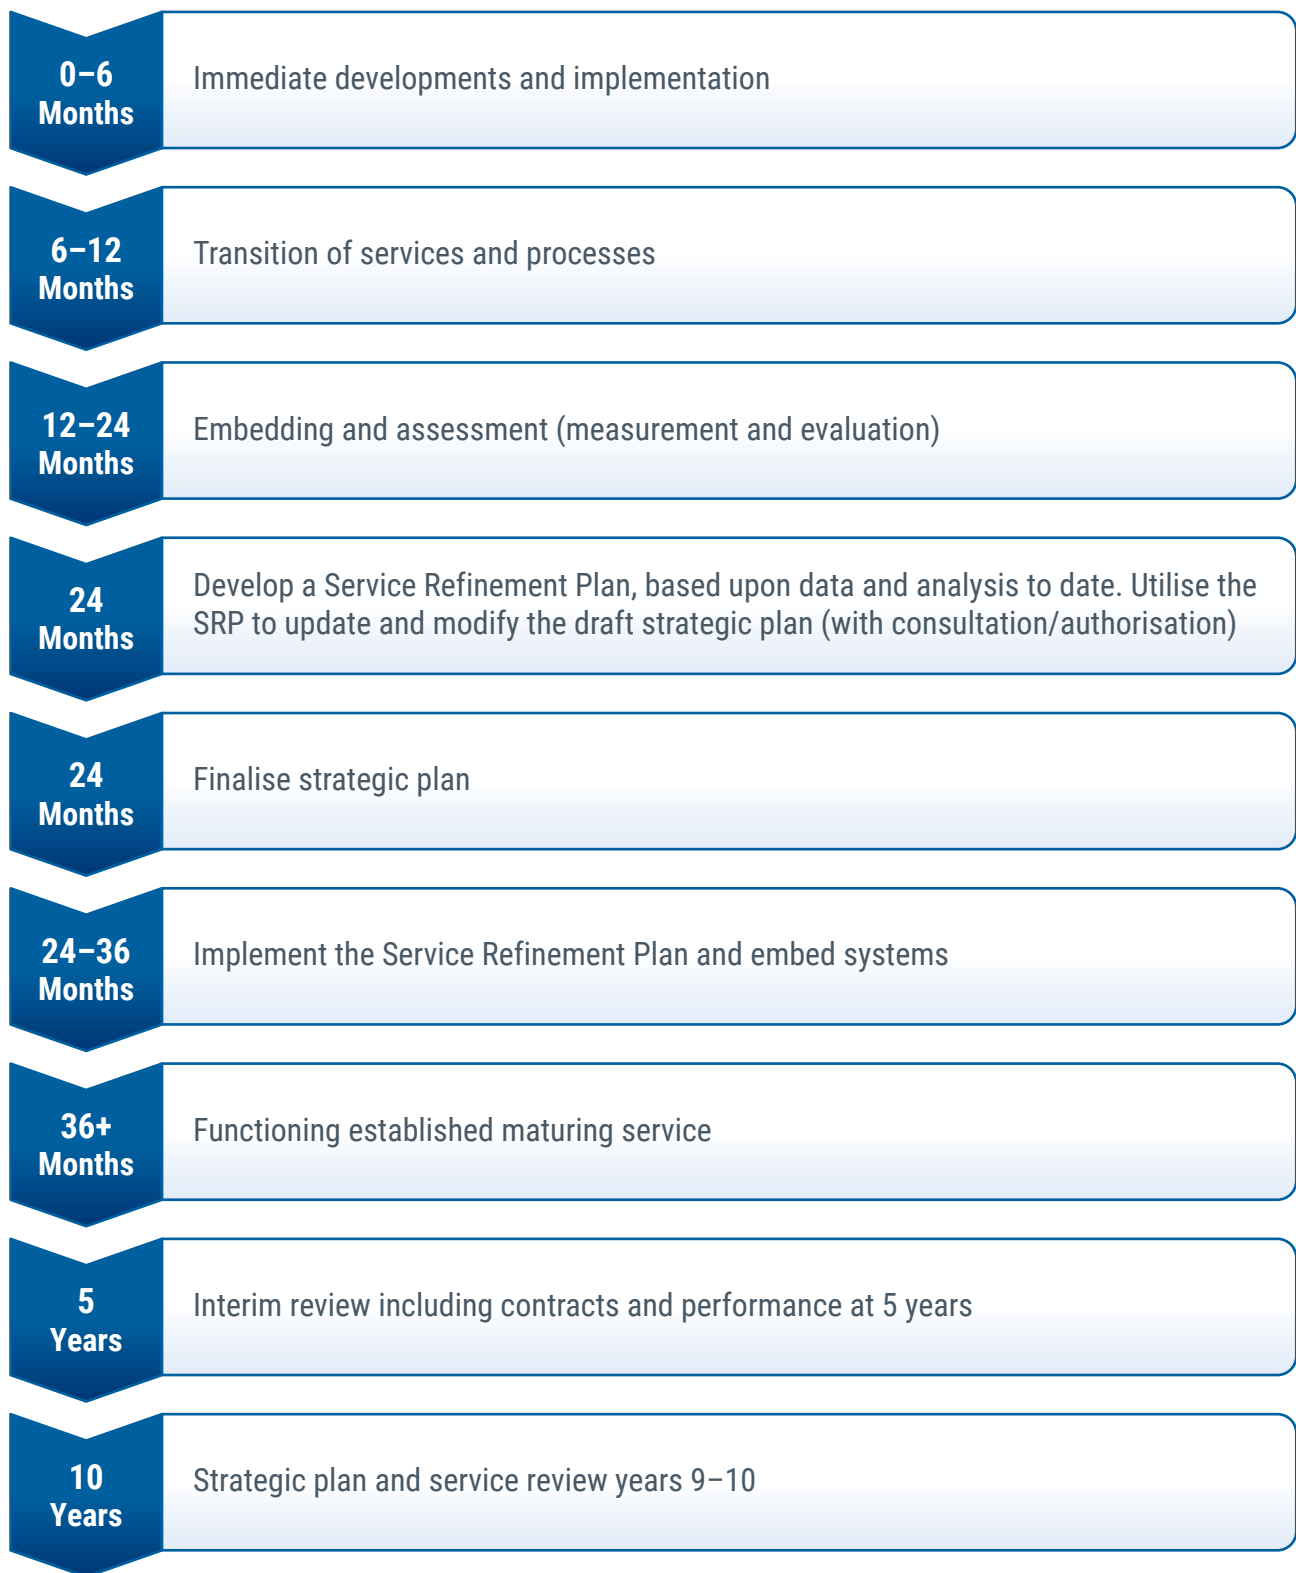 0–6
Months
Immediate developments and implementation
6–12
Months
Transition of services and processes
12–24
Months
Embedding and assessment (measurement and evaluation)
24
Months
Develop a Service Refinement Plan, based upon data and analysis to date. Utilise the
SRP to update and modify the draft strategic plan (with consultation/authorisation)
24
Months
Finalise strategic plan
24–36
Months
Implement the Service Refinement Plan and embed systems
36+
Months
Functioning established maturing service
5
Years
Interim review including contracts and performance at 5 years
10
Years
Strategic plan and service review years 9–10